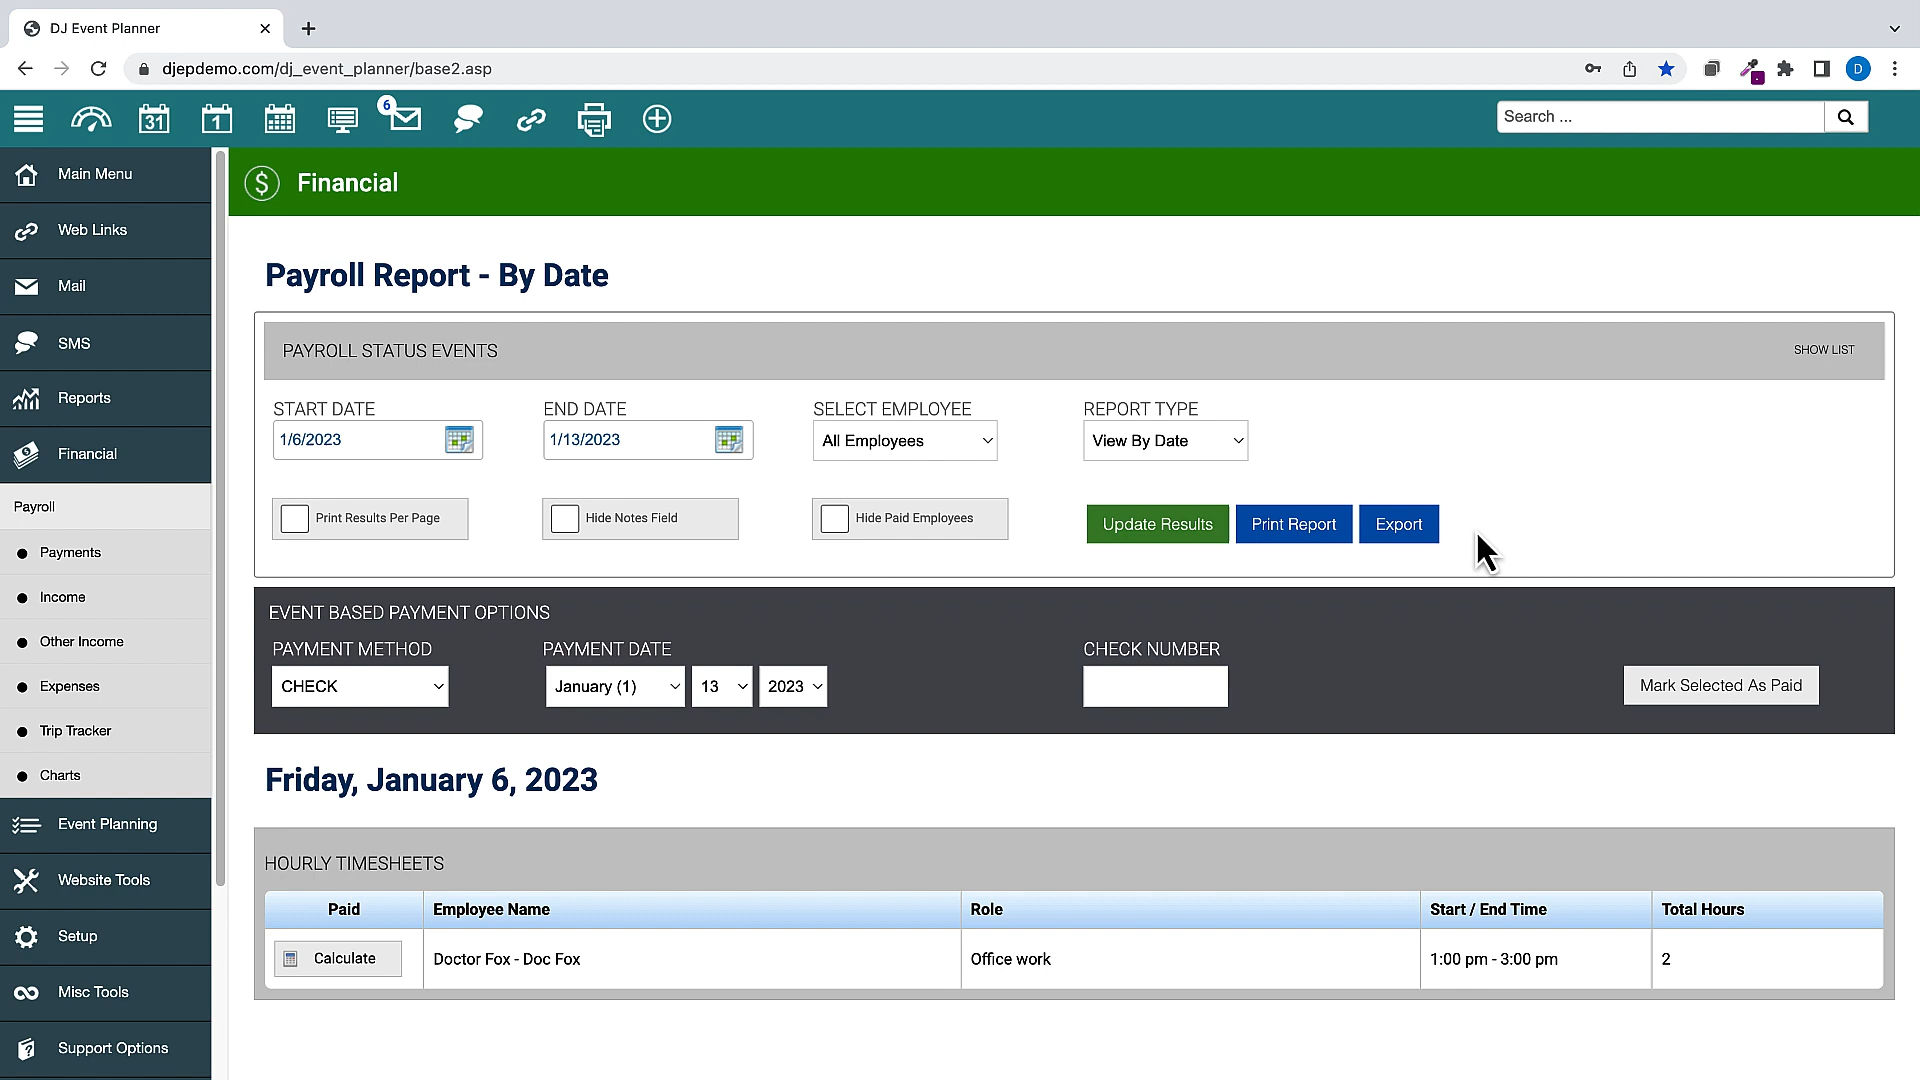 DJ Event Planner
djepdemo.com/dj_event_planner/base2.asp
D
31
1
6
Search ...
Main Menu
Web Links
Mail
SMS
Reports
Financial
Payroll
Payments
Income
Other Income
Expenses
Trip Tracker
Charts
Event Planning
Website Tools
Setup
Misc Tools
Support Options
$ Financial
Payroll Report - By Date
PAYROLL STATUS EVENTS
SHOW LIST
START DATE
END DATE
SELECT EMPLOYEE
REPORT TYPE
1/6/2023
1/13/2023
All Employees
View By Date
Print Results Per Page
Hide Notes Field
Hide Paid Employees
Update Results
Print Report
Export
EVENT BASED PAYMENT OPTIONS
PAYMENT METHOD
PAYMENT DATE
CHECK NUMBER
CHECK
January (1)
13
2023
Mark Selected As Paid
Friday, January 6, 2023
HOURLY TIMESHEETS
Paid
Employee Name
Role
Start / End Time
Total Hours
Calculate
Doctor Fox - Doc Fox
Office work
1:00 pm - 3:00 pm
2